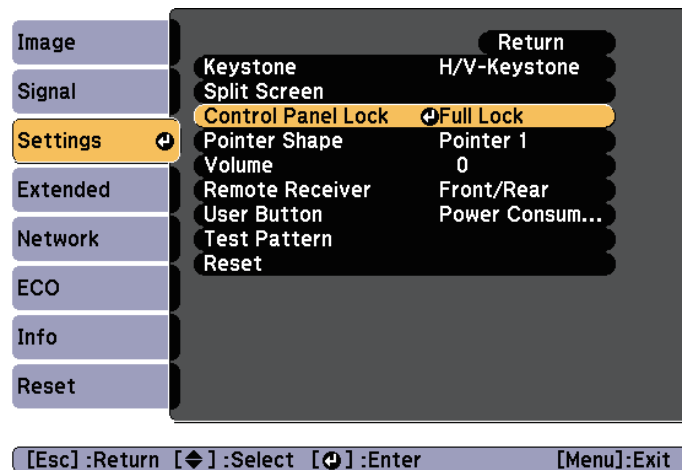 Image
Signal
Settings
Extended
Network
ECO
Info
Reset
Return
Keystone H/V-Keystone
Split Screen
Control Panel Lock Full Lock
Pointer Shape Pointer 1
Volume 0
Remote Receiver Front/Rear
User Button Power Consum...
Test Pattern
Reset
[Esc] :Return [◆] :Select [⏎] :Enter [Menu]:Exit